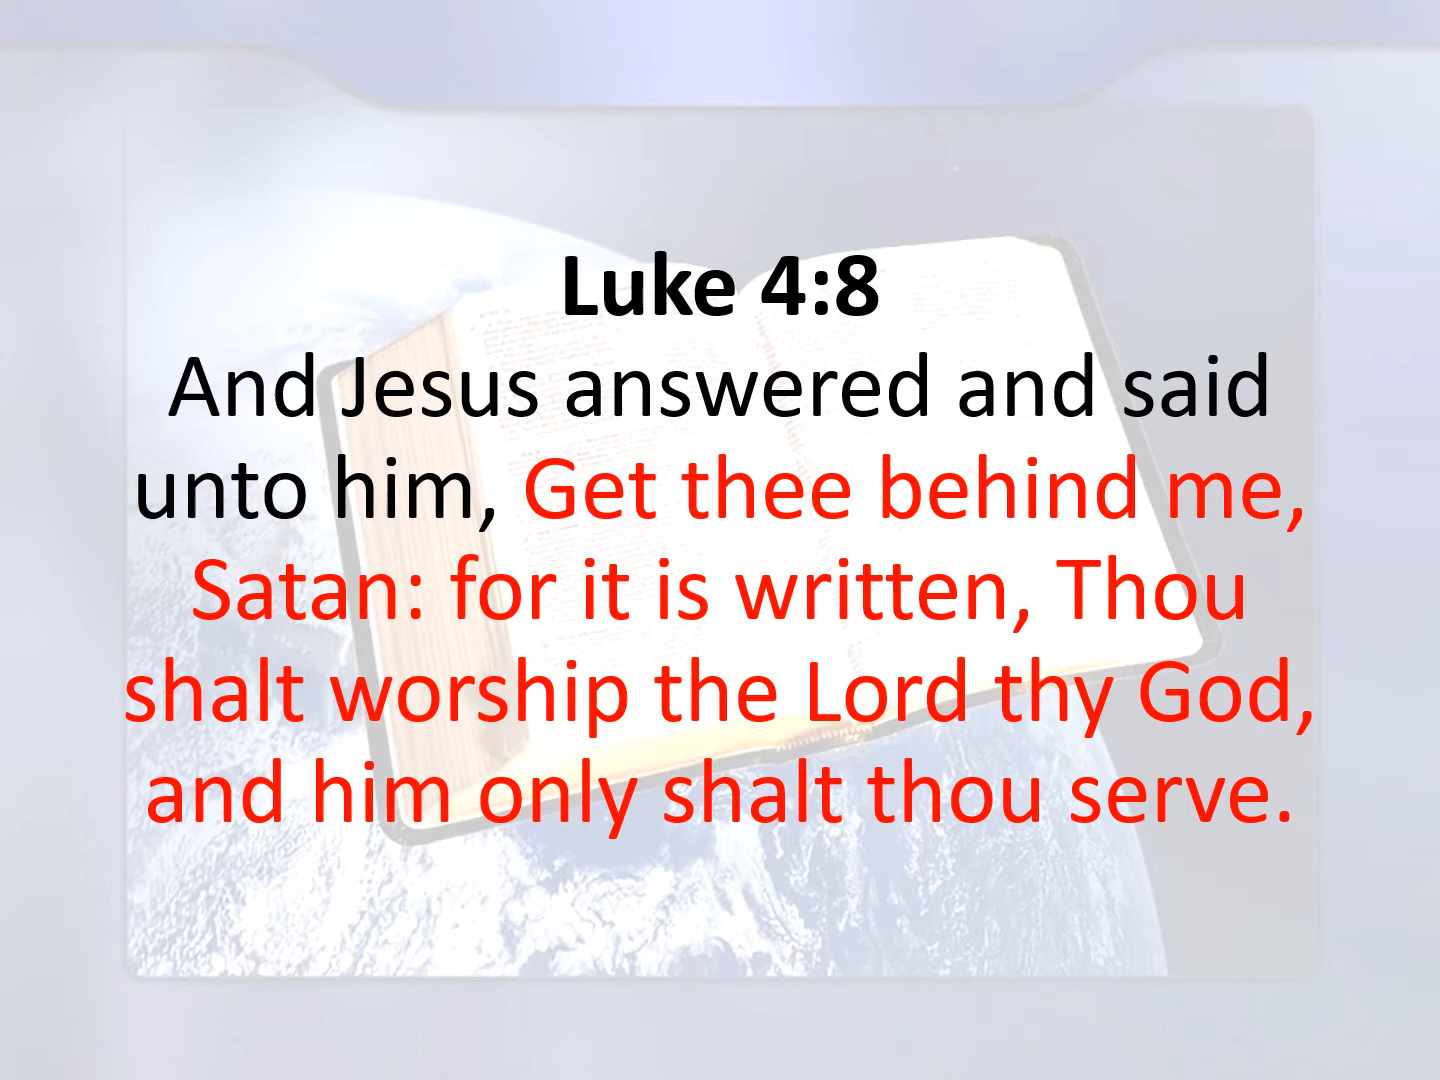 Luke 4:8
And Jesus answered and said
unto him, Get thee behind me,
Satan: for it is written, Thou
shalt worship the Lord thy God,
and him only shalt thou serve.